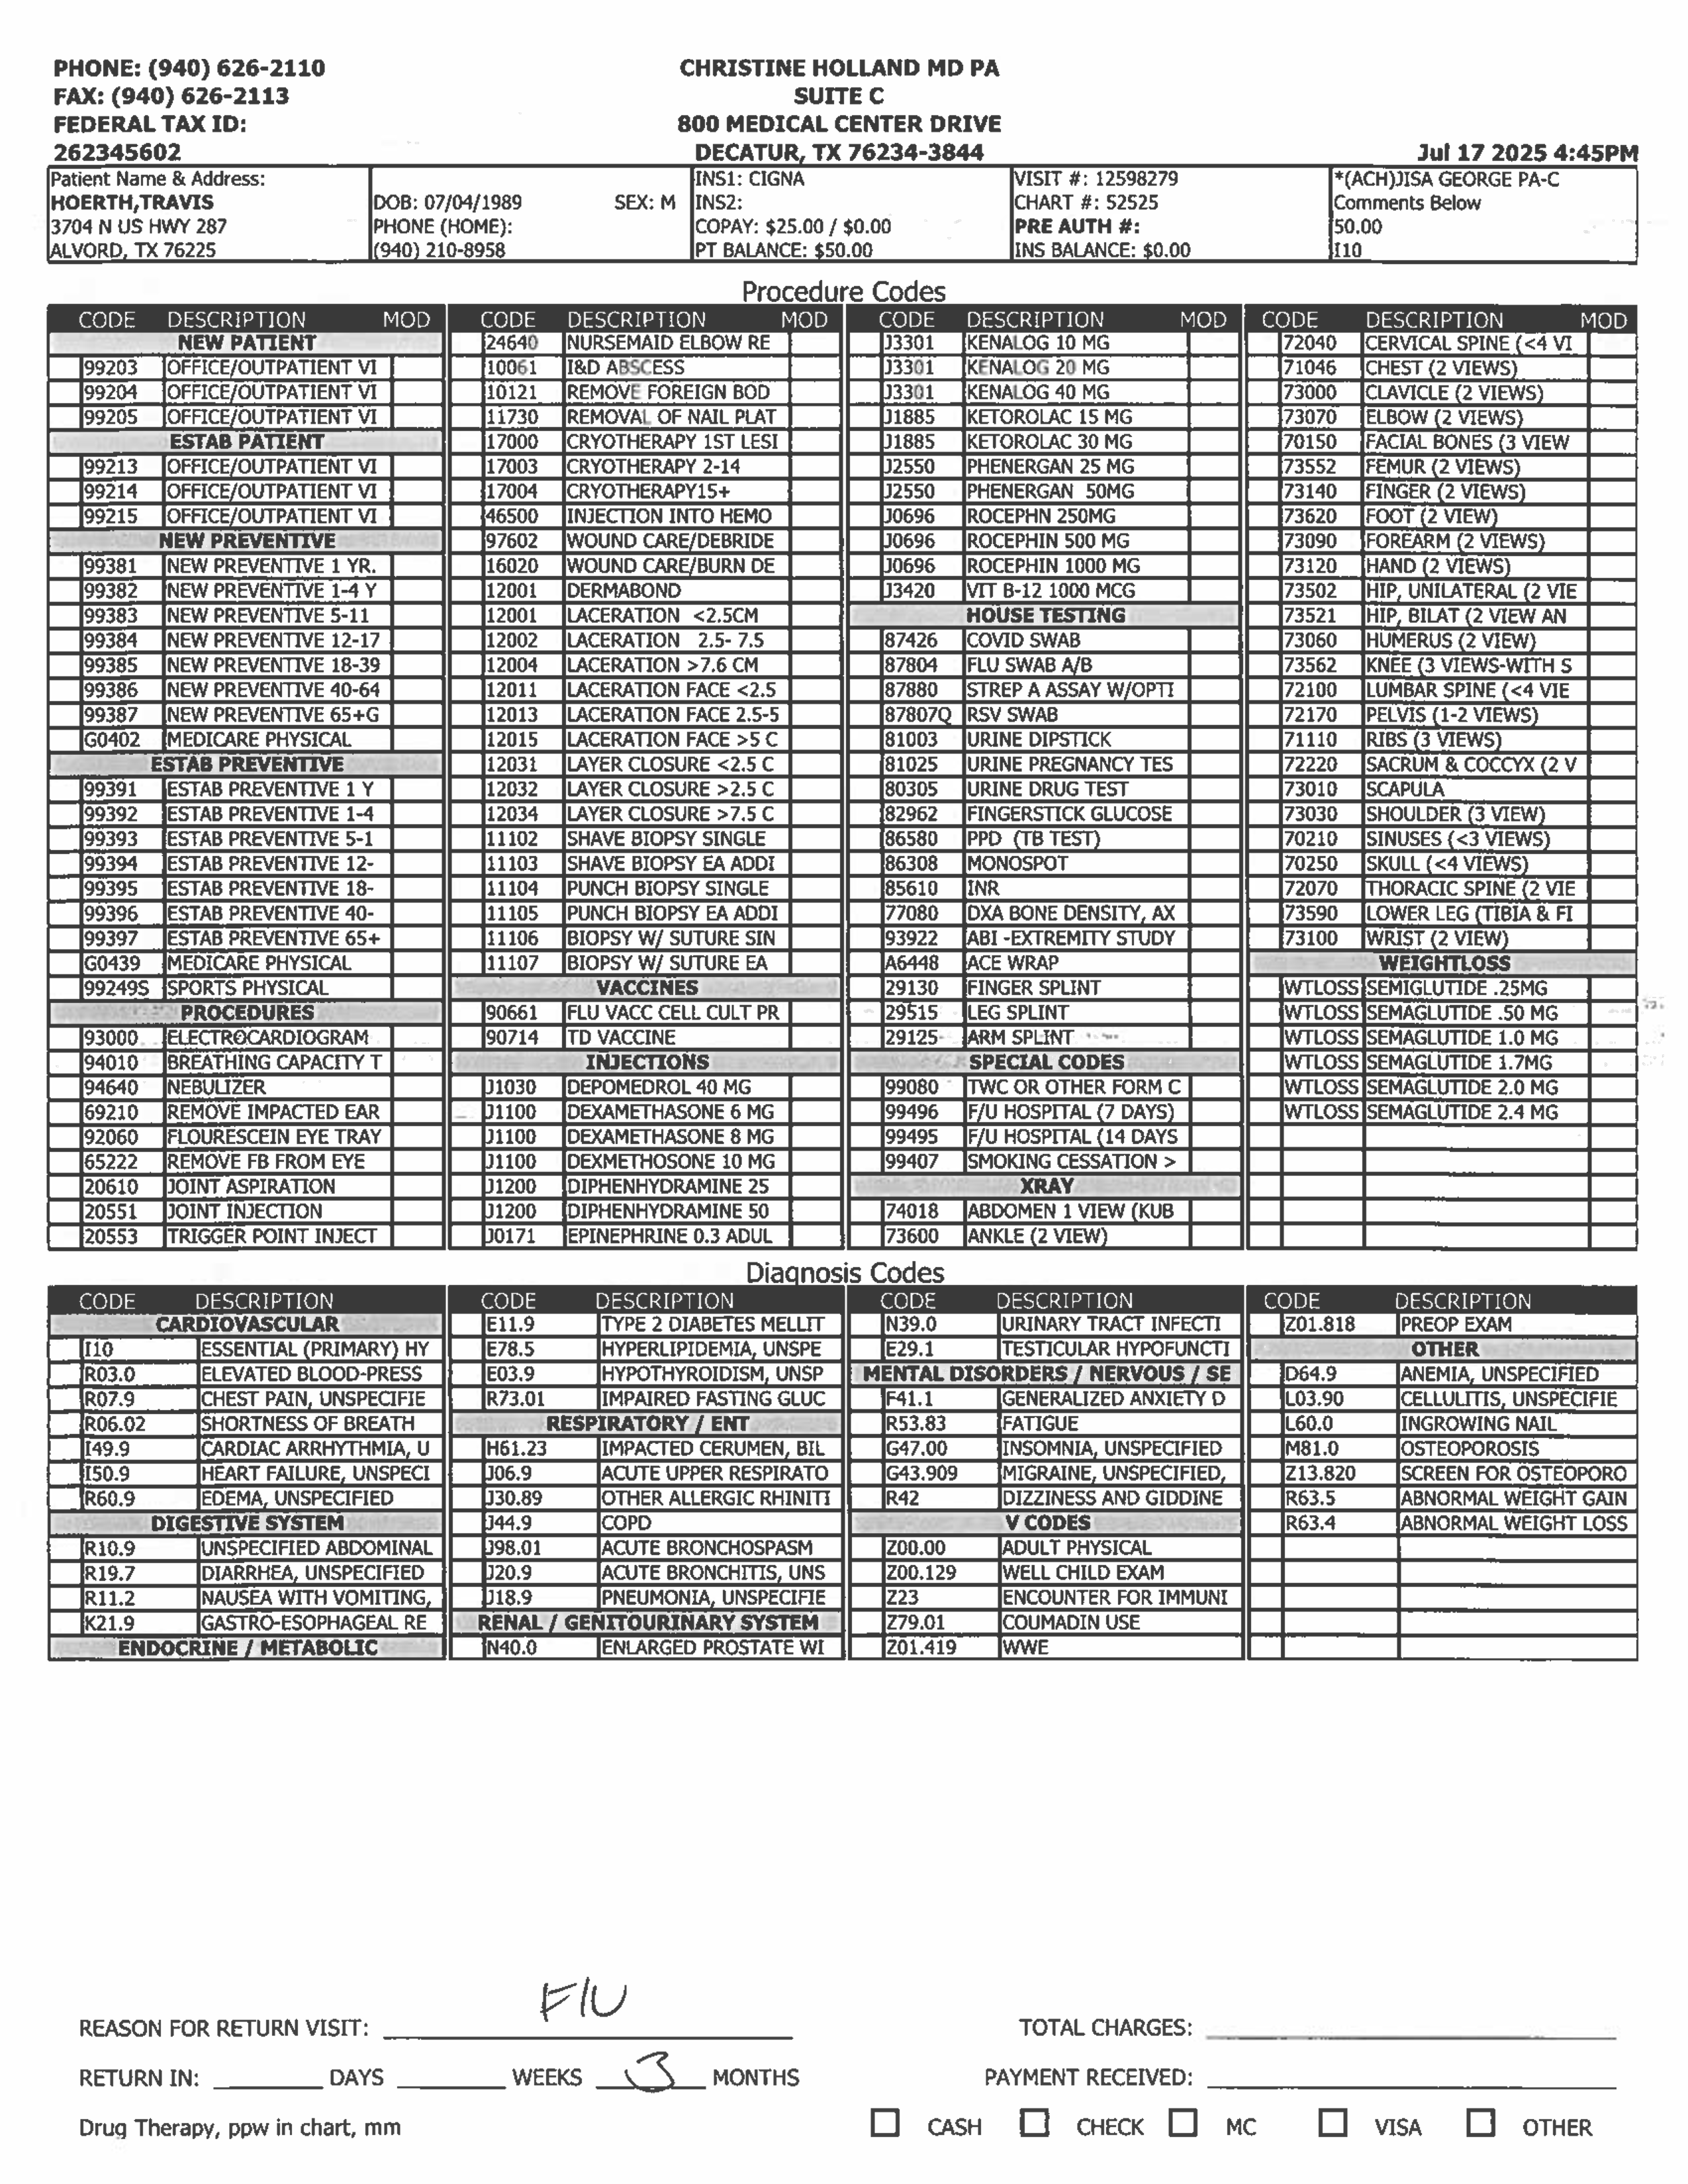 PHONE: (940) 626-2110
FAX: (940) 626-2113
FEDERAL TAX ID:
262345602
CHRISTINE HOLLAND MD PA
SUITE C
800 MEDICAL CENTER DRIVE
DECATUR, TX 76234-3844
Jul 17 2025 4:45PM
Patient Name & Address:
HOERTH,TRAVIS
3704 N US HWY 287
ALVORD, TX 76225
DOB: 07/04/1989 SEX: M
PHONE (HOME):
(940) 210-8958
INS1: CIGNA
INS2:
COPAY: $25.00 / $0.00
PT BALANCE: $50.00
VISIT #: 12598279
CHART #: 52525
PRE AUTH #:
INS BALANCE: $0.00
*(ACH)JISA GEORGE PA-C
Comments Below
50.00
I10
Procedure Codes
CODE DESCRIPTION MOD
NEW PATIENT
99203 OFFICE/OUTPATIENT VI
99204 OFFICE/OUTPATIENT VI
99205 OFFICE/OUTPATIENT VI
ESTAB PATIENT
99213 OFFICE/OUTPATIENT VI
99214 OFFICE/OUTPATIENT VI
99215 OFFICE/OUTPATIENT VI
NEW PREVENTIVE
99381 NEW PREVENTIVE 1 YR.
99382 NEW PREVENTIVE 1-4 Y
99383 NEW PREVENTIVE 5-11
99384 NEW PREVENTIVE 12-17
99385 NEW PREVENTIVE 18-39
99386 NEW PREVENTIVE 40-64
99387 NEW PREVENTIVE 65+G
G0402 MEDICARE PHYSICAL
ESTAB PREVENTIVE
99391 ESTAB PREVENTIVE 1 Y
99392 ESTAB PREVENTIVE 1-4
99393 ESTAB PREVENTIVE 5-1
99394 ESTAB PREVENTIVE 12-
99395 ESTAB PREVENTIVE 18-
99396 ESTAB PREVENTIVE 40-
99397 ESTAB PREVENTIVE 65+
G0439 MEDICARE PHYSICAL
99249S SPORTS PHYSICAL
PROCEDURES
93000 ELECTROCARDIOGRAM
94010 BREATHING CAPACITY T
94640 NEBULIZER
69210 REMOVE IMPACTED EAR
92060 FLOURESCEIN EYE TRAY
65222 REMOVE FB FROM EYE
20610 JOINT ASPIRATION
20551 JOINT INJECTION
20553 TRIGGER POINT INJECT
CODE DESCRIPTION MOD
24640 NURSEMAID ELBOW RE
10061 I&D ABSCESS
10121 REMOVE FOREIGN BOD
11730 REMOVAL OF NAIL PLAT
17000 CRYOTHERAPY 1ST LESI
17003 CRYOTHERAPY 2-14
17004 CRYOTHERAPY15+
46500 INJECTION INTO HEMO
97602 WOUND CARE/DEBRIDE
16020 WOUND CARE/BURN DE
12001 DERMABOND
12001 LACERATION <2.5CM
12002 LACERATION 2.5- 7.5
12004 LACERATION >7.6 CM
12011 LACERATION FACE <2.5
12013 LACERATION FACE 2.5-5
12015 LACERATION FACE >5 C
12031 LAYER CLOSURE <2.5 C
12032 LAYER CLOSURE >2.5 C
12034 LAYER CLOSURE >7.5 C
11102 SHAVE BIOPSY SINGLE
11103 SHAVE BIOPSY EA ADDI
11104 PUNCH BIOPSY SINGLE
11105 PUNCH BIOPSY EA ADDI
11106 BIOPSY W/ SUTURE SIN
11107 BIOPSY W/ SUTURE EA
VACCINES
90661 FLU VACC CELL CULT PR
90714 TD VACCINE
INJECTIONS
J1030 DEPOMEDROL 40 MG
J1100 DEXAMETHASONE 6 MG
J1100 DEXAMETHASONE 8 MG
J1100 DEXMETHOSONE 10 MG
J1200 DIPHENHYDRAMINE 25
J1200 DIPHENHYDRAMINE 50
J0171 EPINEPHRINE 0.3 ADUL
CODE DESCRIPTION MOD
J3301 KENALOG 10 MG
J3301 KENALOG 20 MG
J3301 KENALOG 40 MG
J1885 KETOROLAC 15 MG
J1885 KETOROLAC 30 MG
J2550 PHENERGAN 25 MG
J2550 PHENERGAN 50MG
J0696 ROCEPHN 250MG
J0696 ROCEPHIN 500 MG
J0696 ROCEPHIN 1000 MG
J3420 VIT B-12 1000 MCG
HOUSE TESTING
87426 COVID SWAB
87804 FLU SWAB A/B
87880 STREP A ASSAY W/OPTI
87807Q RSV SWAB
81003 URINE DIPSTICK
81025 URINE PREGNANCY TES
80305 URINE DRUG TEST
82962 FINGERSTICK GLUCOSE
86580 PPD (TB TEST)
86308 MONOSPOT
85610 INR
77080 DXA BONE DENSITY, AX
93922 ABI -EXTREMITY STUDY
A6448 ACE WRAP
29130 FINGER SPLINT
29515 LEG SPLINT
29125 ARM SPLINT
SPECIAL CODES
99080 TWC OR OTHER FORM C
99496 F/U HOSPITAL (7 DAYS)
99495 F/U HOSPITAL (14 DAYS
99407 SMOKING CESSATION >
XRAY
74018 ABDOMEN 1 VIEW (KUB
73600 ANKLE (2 VIEW)
CODE DESCRIPTION MOD
72040 CERVICAL SPINE (<4 VI
71046 CHEST (2 VIEWS)
73000 CLAVICLE (2 VIEWS)
73070 ELBOW (2 VIEWS)
70150 FACIAL BONES (3 VIEW
73552 FEMUR (2 VIEWS)
73140 FINGER (2 VIEWS)
73620 FOOT (2 VIEW)
73090 FOREARM (2 VIEWS)
73120 HAND (2 VIEWS)
73502 HIP, UNILATERAL (2 VIE
73521 HIP, BILAT (2 VIEW AN
73060 HUMERUS (2 VIEW)
73562 KNEE (3 VIEWS-WITH S
72100 LUMBAR SPINE (<4 VIE
72170 PELVIS (1-2 VIEWS)
71110 RIBS (3 VIEWS)
72220 SACRUM & COCCYX (2 V
73010 SCAPULA
73030 SHOULDER (3 VIEW)
70210 SINUSES (<3 VIEWS)
70250 SKULL (<4 VIEWS)
72070 THORACIC SPINE (2 VIE
73590 LOWER LEG (TIBIA & FI
73100 WRIST (2 VIEW)
WEIGHTLOSS
WTLOSS SEMIGLUTIDE .25MG
WTLOSS SEMAGLUTIDE .50 MG
WTLOSS SEMAGLUTIDE 1.0 MG
WTLOSS SEMAGLUTIDE 1.7MG
WTLOSS SEMAGLUTIDE 2.0 MG
WTLOSS SEMAGLUTIDE 2.4 MG
Diagnosis Codes
CODE DESCRIPTION
CARDIOVASCULAR
I10 ESSENTIAL (PRIMARY) HY
R03.0 ELEVATED BLOOD-PRESS
R07.9 CHEST PAIN, UNSPECIFIE
R06.02 SHORTNESS OF BREATH
I49.9 CARDIAC ARRHYTHMIA, U
I50.9 HEART FAILURE, UNSPECI
R60.9 EDEMA, UNSPECIFIED
DIGESTIVE SYSTEM
R10.9 UNSPECIFIED ABDOMINAL
R19.7 DIARRHEA, UNSPECIFIED
R11.2 NAUSEA WITH VOMITING,
K21.9 GASTRO-ESOPHAGEAL RE
ENDOCRINE / METABOLIC
CODE DESCRIPTION
E11.9 TYPE 2 DIABETES MELLIT
E78.5 HYPERLIPIDEMIA, UNSPE
E03.9 HYPOTHYROIDISM, UNSP
R73.01 IMPAIRED FASTING GLUC
RESPIRATORY / ENT
H61.23 IMPACTED CERUMEN, BIL
J06.9 ACUTE UPPER RESPIRATO
J30.89 OTHER ALLERGIC RHINITI
J44.9 COPD
J98.01 ACUTE BRONCHOSPASM
J20.9 ACUTE BRONCHITIS, UNS
J18.9 PNEUMONIA, UNSPECIFIE
RENAL / GENITOURINARY SYSTEM
N40.0 ENLARGED PROSTATE WI
CODE DESCRIPTION
N39.0 URINARY TRACT INFECTI
E29.1 TESTICULAR HYPOFUNCTI
MENTAL DISORDERS / NERVOUS / SE
F41.1 GENERALIZED ANXIETY D
R53.83 FATIGUE
G47.00 INSOMNIA, UNSPECIFIED
G43.909 MIGRAINE, UNSPECIFIED,
R42 DIZZINESS AND GIDDINE
V CODES
Z00.00 ADULT PHYSICAL
Z00.129 WELL CHILD EXAM
Z23 ENCOUNTER FOR IMMUNI
Z79.01 COUMADIN USE
Z01.419 WWE
CODE DESCRIPTION
Z01.818 PREOP EXAM
OTHER
D64.9 ANEMIA, UNSPECIFIED
L03.90 CELLULITIS, UNSPECIFIE
L60.0 INGROWING NAIL
M81.0 OSTEOPOROSIS
Z13.820 SCREEN FOR OSTEOPORO
R63.5 ABNORMAL WEIGHT GAIN
R63.4 ABNORMAL WEIGHT LOSS
REASON FOR RETURN VISIT: F/U
RETURN IN: DAYS WEEKS 3 MONTHS
Drug Therapy, ppw in chart, mm
TOTAL CHARGES:
PAYMENT RECEIVED:
CASH CHECK MC VISA OTHER